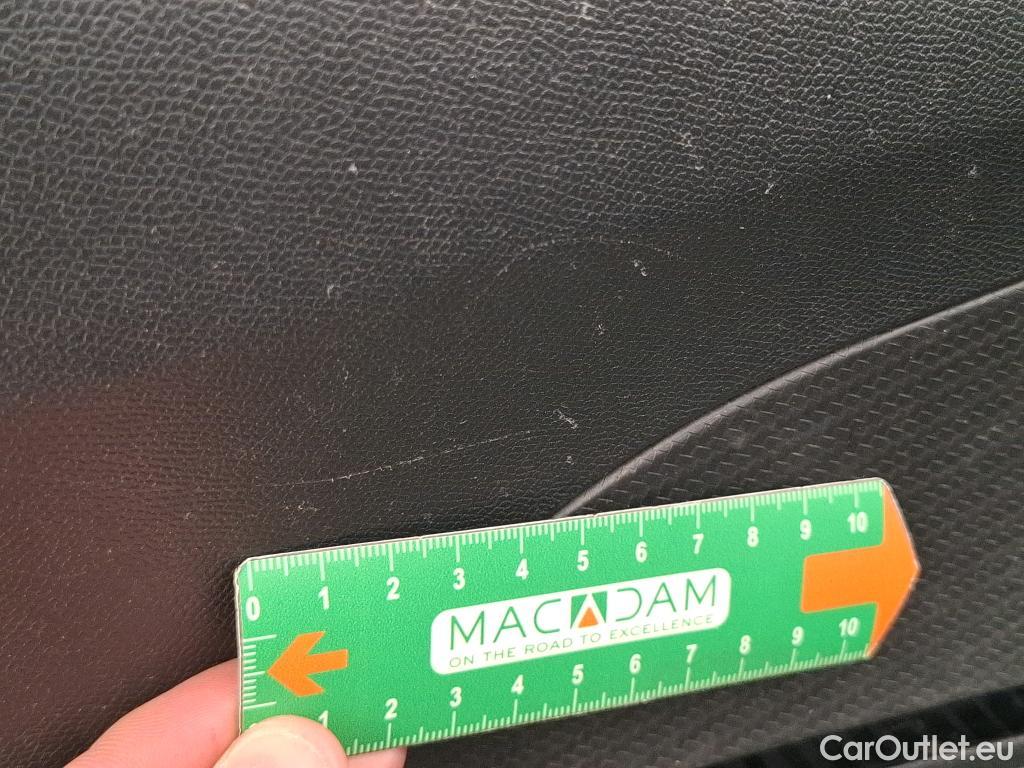 0 1 2 3 4 5 6 7 8 9 10
MACADAM
ON THE ROAD TO EXCELLENCE
0 1 2 3 4 5 6 7 8 9 10
CarOutlet.eu